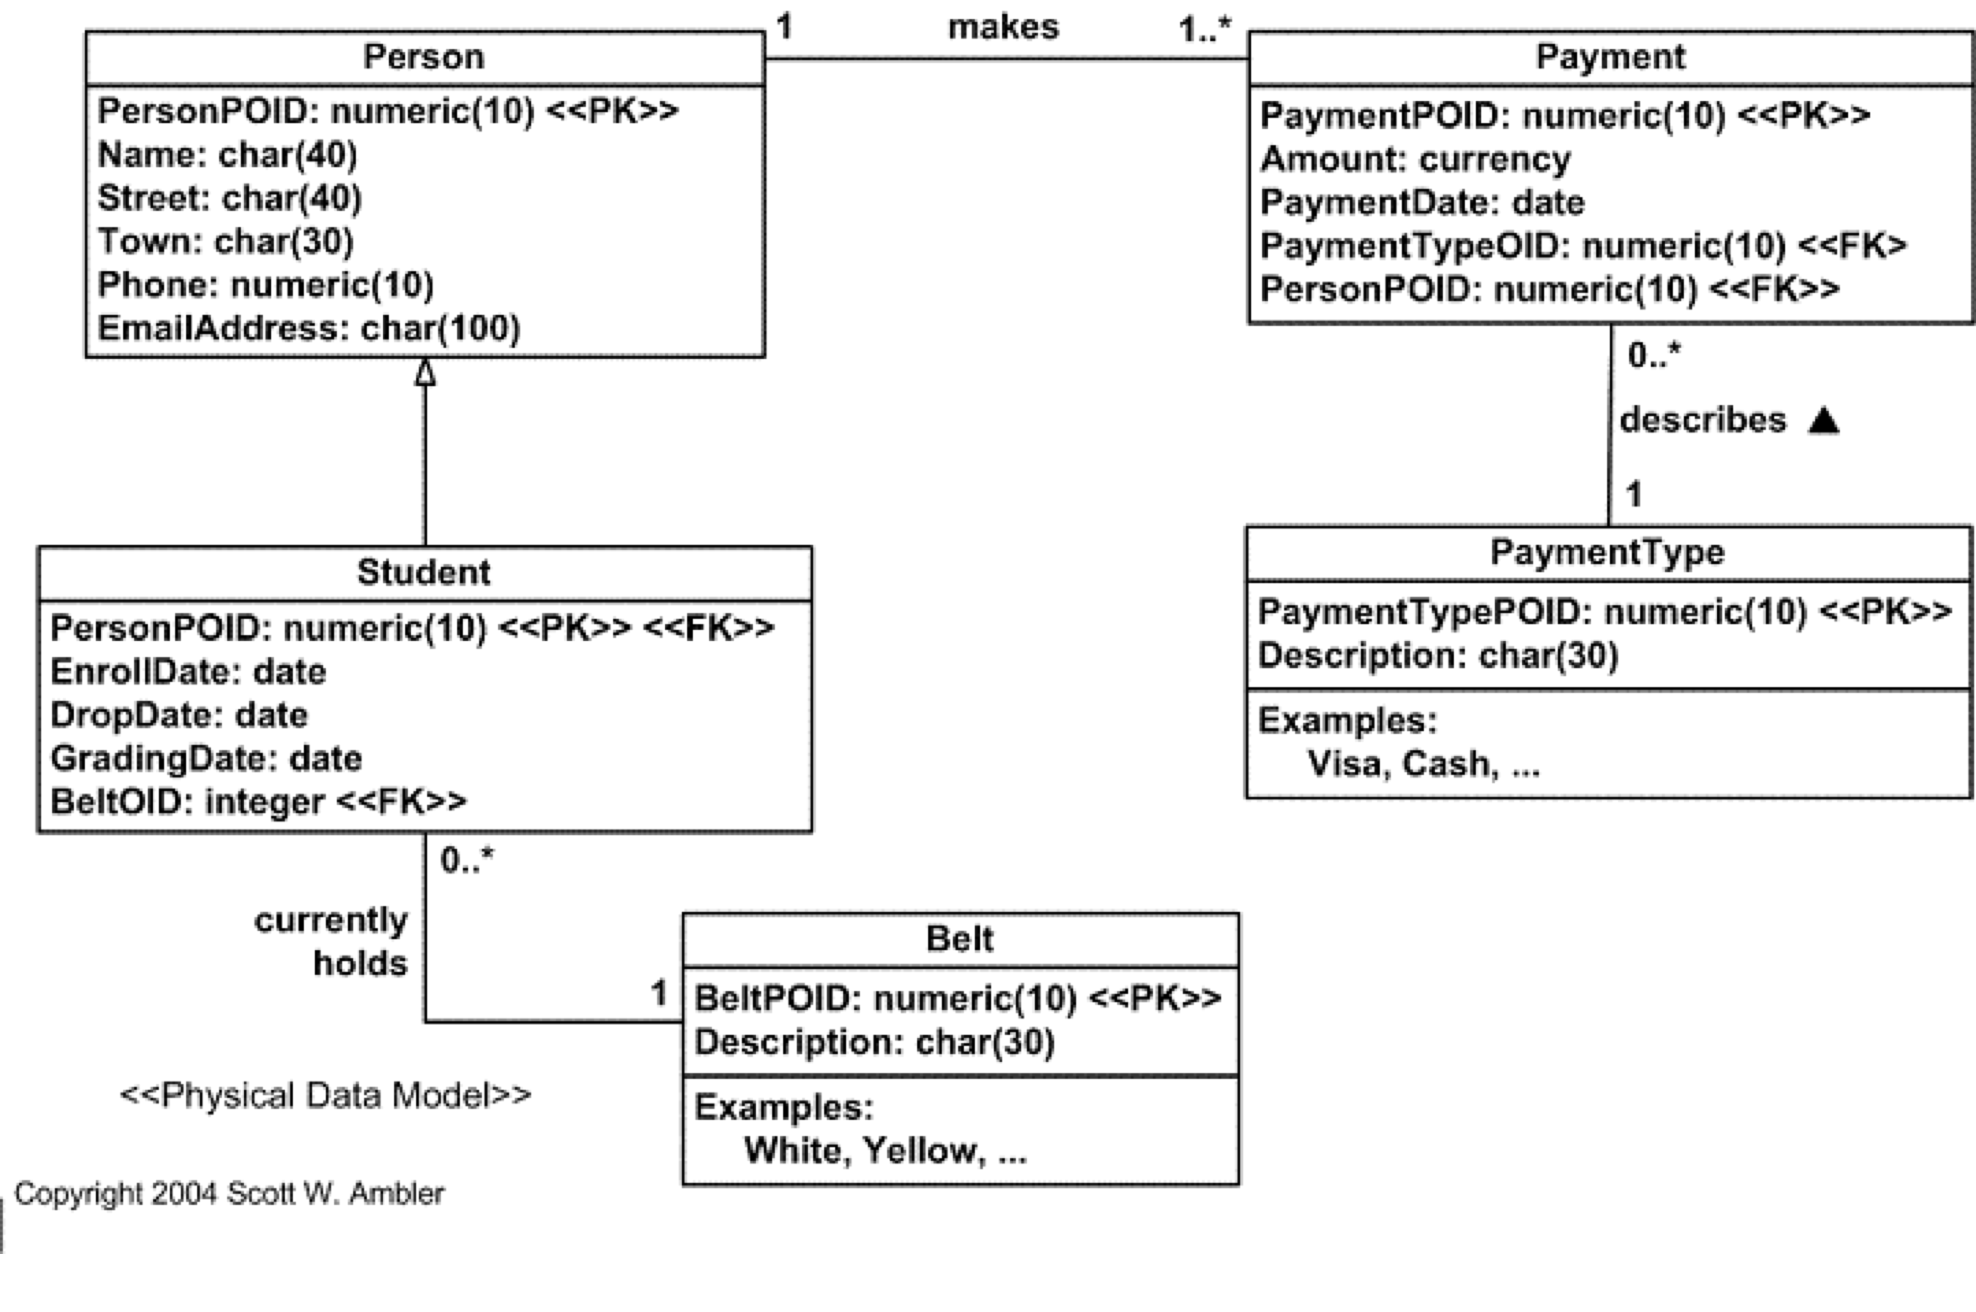 1 makes 1..*
Person
PersonPOID: numeric(10) <<PK>>
Name: char(40)
Street: char(40)
Town: char(30)
Phone: numeric(10)
EmailAddress: char(100)
Payment
PaymentPOID: numeric(10) <<PK>>
Amount: currency
PaymentDate: date
PaymentTypeOID: numeric(10) <<FK>
PersonPOID: numeric(10) <<FK>>
0..*
describes ▲
1
Student
PersonPOID: numeric(10) <<PK>> <<FK>>
EnrollDate: date
DropDate: date
GradingDate: date
BeltOID: integer <<FK>>
PaymentType
PaymentTypePOID: numeric(10) <<PK>>
Description: char(30)
Examples:
Visa, Cash, ...
0..*
currently
holds
1
Belt
BeltPOID: numeric(10) <<PK>>
Description: char(30)
Examples:
White, Yellow, ...
<<Physical Data Model>>
Copyright 2004 Scott W. Ambler